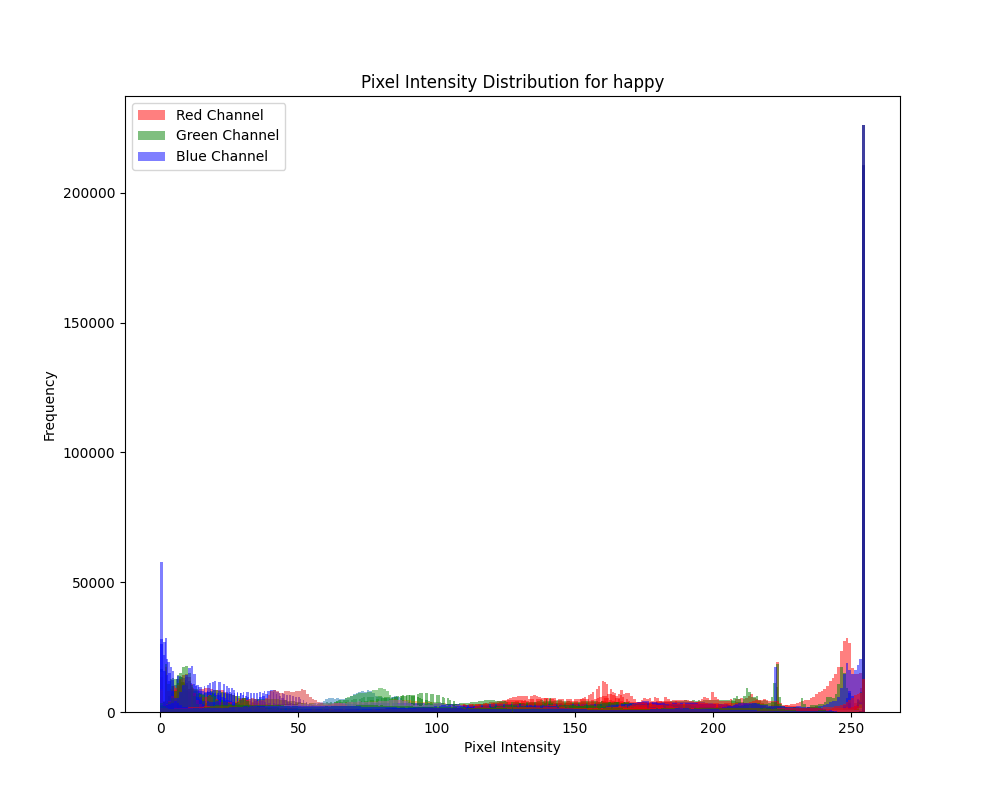 Pixel Intensity Distribution for happy
Red Channel
Green Channel
Blue Channel
Frequency
200000
150000
100000
50000
0
0 50 100 150 200 250
Pixel Intensity